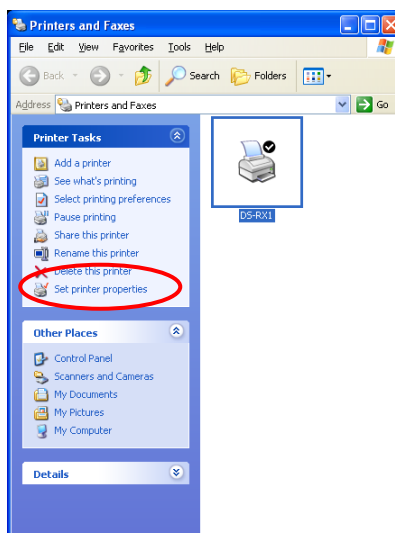 Printers and Faxes
File Edit View Favorites Tools Help
Back Search Folders
Address Printers and Faxes Go
Printer Tasks
Add a printer
See what's printing
Select printing preferences
Pause printing
Share this printer
Rename this printer
Delete this printer
Set printer properties
Other Places
Control Panel
Scanners and Cameras
My Documents
My Pictures
My Computer
Details
DS-RX1